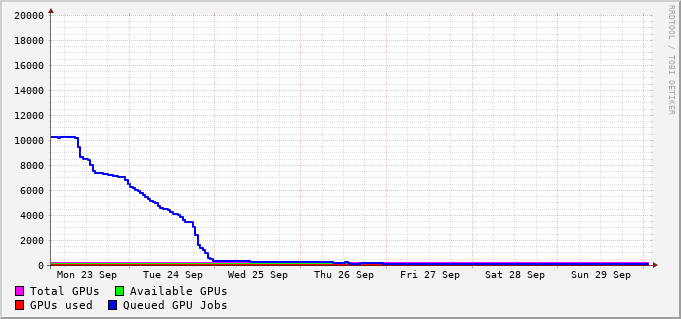 20000
18000
16000
14000
12000
10000
8000
6000
4000
2000
0
Mon 23 Sep Tue 24 Sep Wed 25 Sep Thu 26 Sep Fri 27 Sep Sat 28 Sep Sun 29 Sep
Total GPUs Available GPUs
GPUs used Queued GPU Jobs
RRDTOOL / TOBI OETIKER